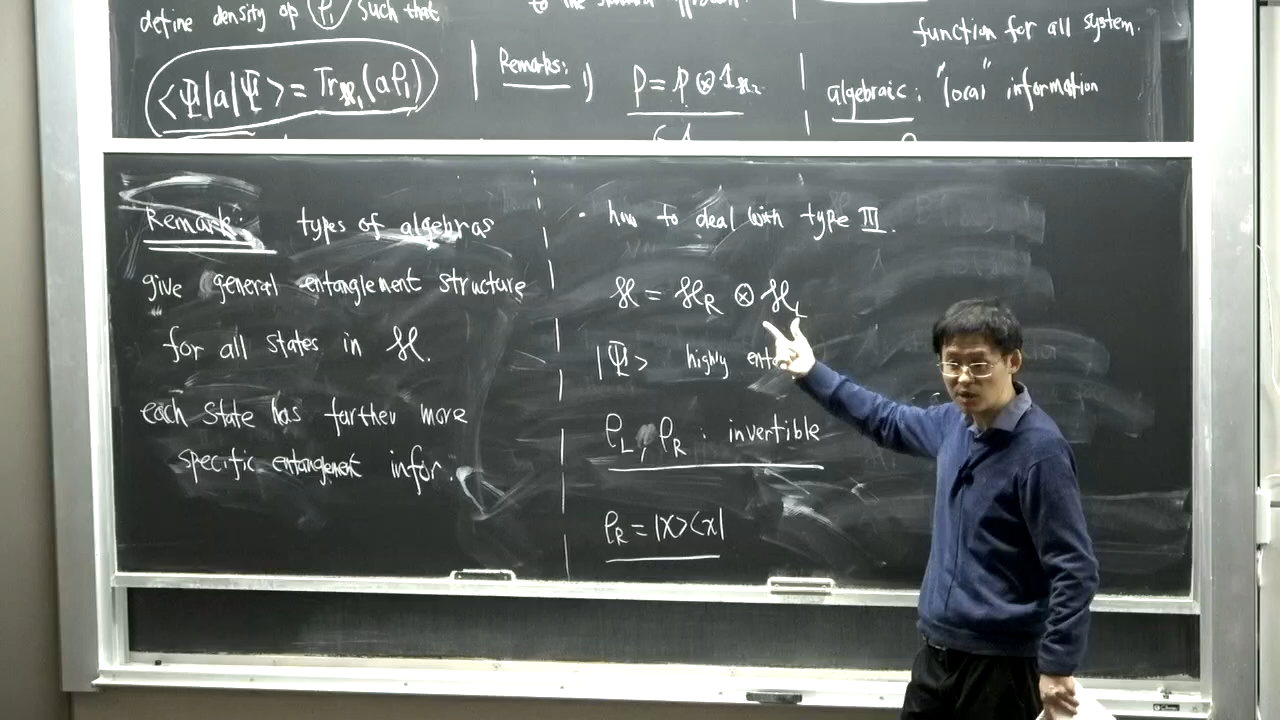 define density op ρ₁ such that
⟨Ψ|a|Ψ⟩ = Tr_ℋ₁(aρ₁)
Remarks: 1) P = p ⊗ 1_ℋ₂
function for all system.
algebraic: "local" information
Remark: types of algebras
give general entanglement structure
for all states in ℋ.
each state has further more
specific entanglement infor.
• how to deal with type III.
ℋ = ℋ_R ⊗ ℋ_L
|Ψ⟩ highly
ρ_L, ρ_R : invertible
ρ_R = |χ⟩⟨χ|